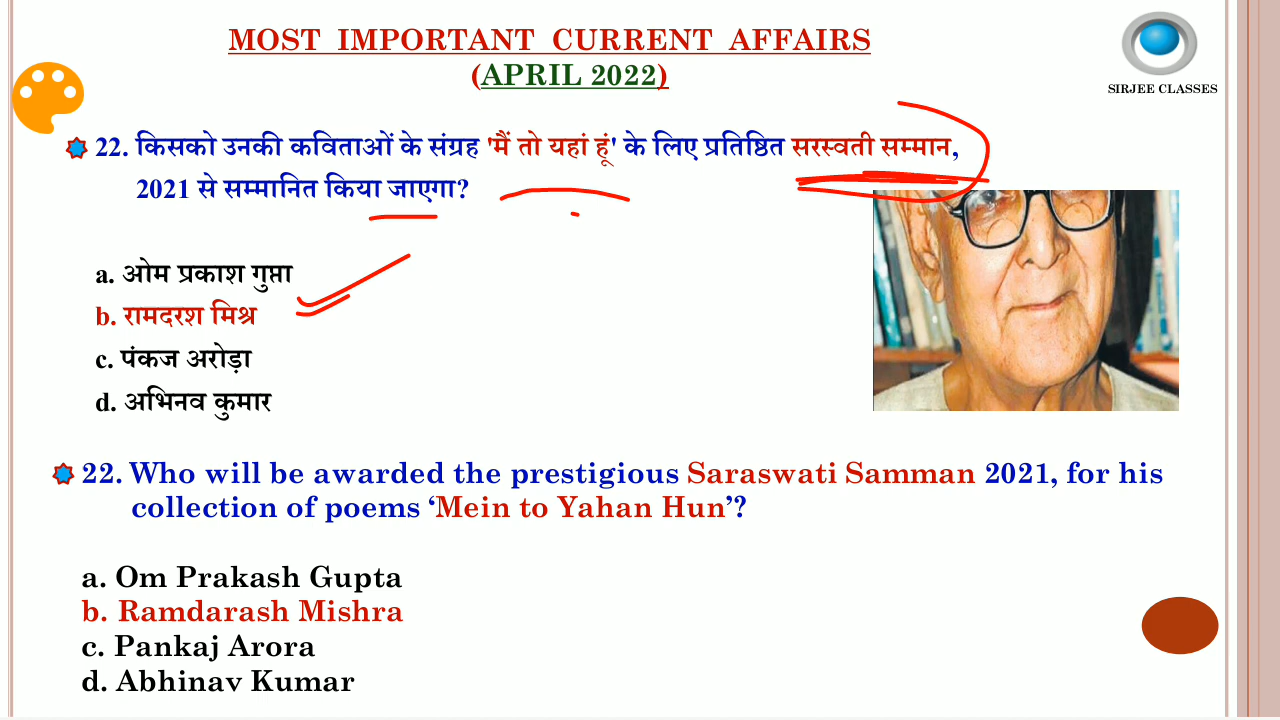 MOST IMPORTANT CURRENT AFFAIRS
(APRIL 2022)
SIRJEE CLASSES
22. किसको उनकी कविताओं के संग्रह 'मैं तो यहां हूं' के लिए प्रतिष्ठित सरस्वती सम्मान,
2021 से सम्मानित किया जाएगा?
a. ओम प्रकाश गुप्ता
b. रामदरश मिश्र
c. पंकज अरोड़ा
d. अभिनव कुमार
22. Who will be awarded the prestigious Saraswati Samman 2021, for his
collection of poems ‘Mein to Yahan Hun’?
a. Om Prakash Gupta
b. Ramdarash Mishra
c. Pankaj Arora
d. Abhinav Kumar